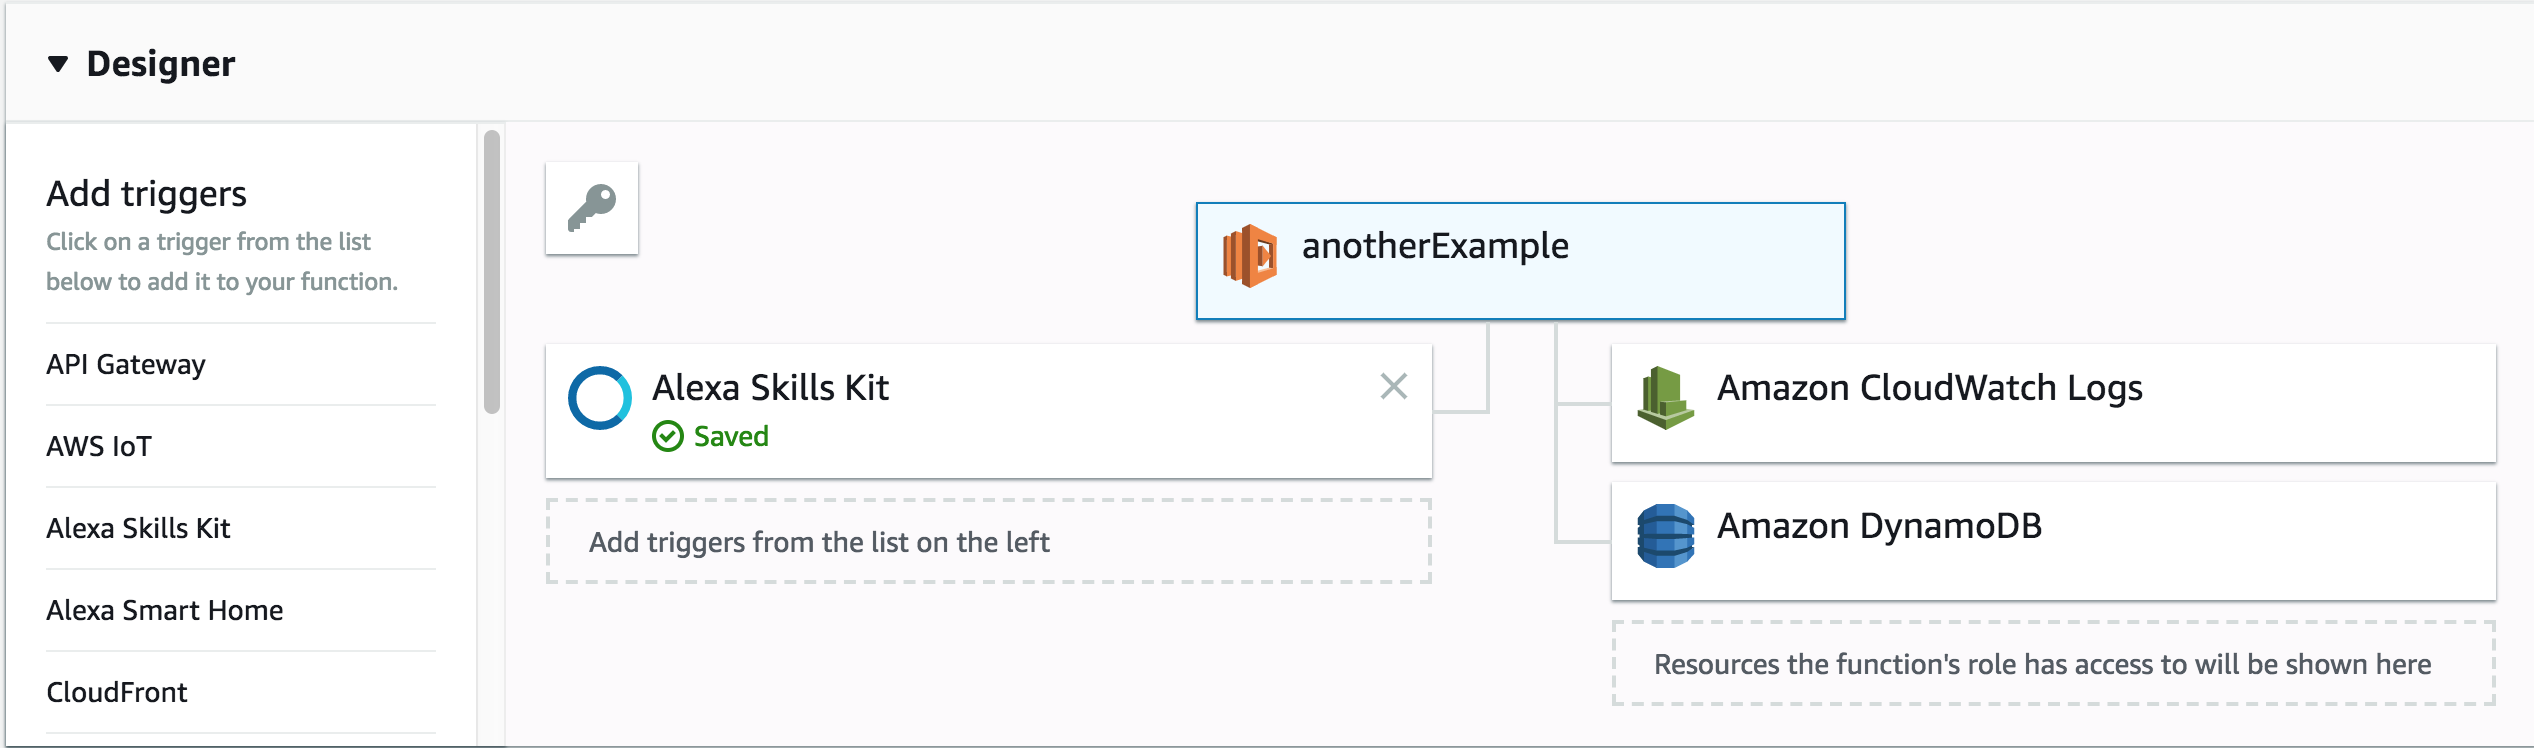 Designer
Add triggers
Click on a trigger from the list
below to add it to your function.
API Gateway
AWS IoT
Alexa Skills Kit
Alexa Smart Home
CloudFront
anotherExample
Alexa Skills Kit
Saved
Add triggers from the list on the left
Amazon CloudWatch Logs
Amazon DynamoDB
Resources the function's role has access to will be shown here